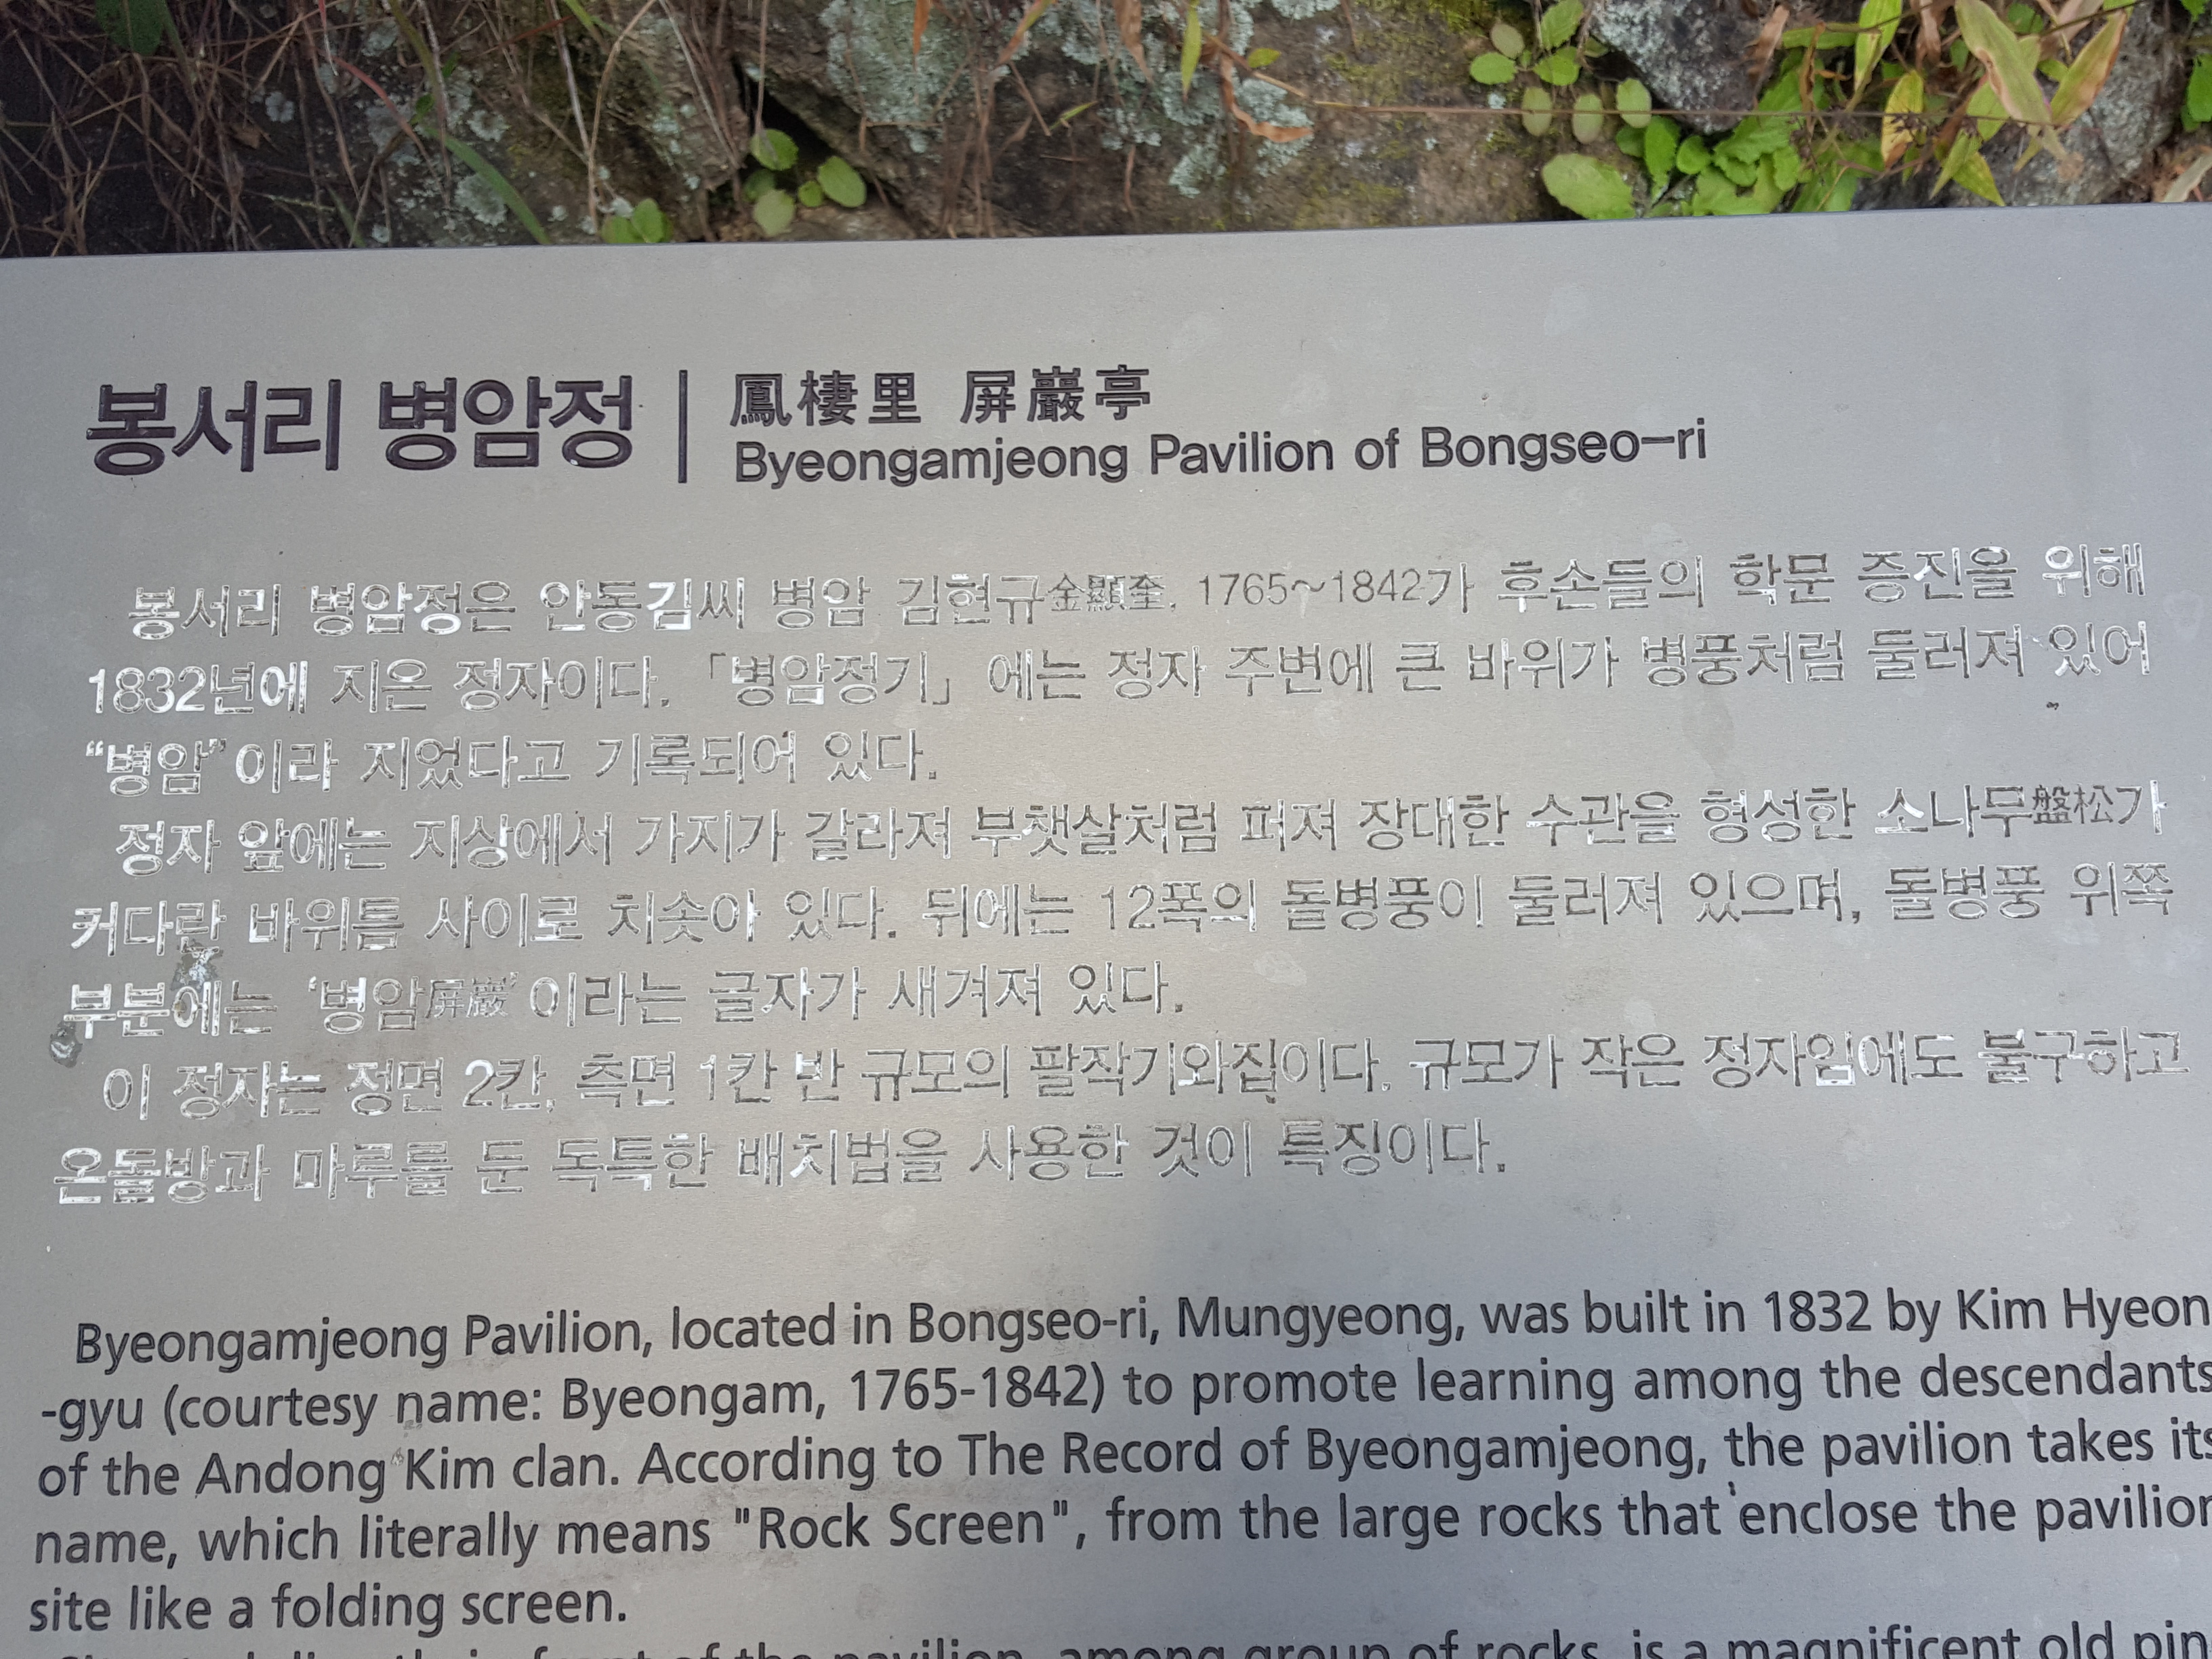 봉서리 병암정 | 鳳棲里 屛巖亭
Byeongamjeong Pavilion of Bongseo-ri
봉서리 병암정은 안동김씨 병암 김현규金顯奎, 1765~1842가 후손들의 학문 증진을 위해
1832년에 지은 정자이다. 「병암정기」에는 정자 주변에 큰 바위가 병풍처럼 둘러져 있어
“병암”이라 지었다고 기록되어 있다.
정자 앞에는 지상에서 가지가 갈라져 부챗살처럼 퍼져 장대한 수관을 형성한 소나무盤松가
커다란 바위틈 사이로 치솟아 있다. 뒤에는 12폭의 돌병풍이 둘러져 있으며, 돌병풍 위쪽
부분에는 ‘병암屛巖’이라는 글자가 새겨져 있다.
이 정자는 정면 2칸, 측면 1칸 반 규모의 팔작기와집이다. 규모가 작은 정자임에도 불구하고
온돌방과 마루를 둔 독특한 배치법을 사용한 것이 특징이다.
Byeongamjeong Pavilion, located in Bongseo-ri, Mungyeong, was built in 1832 by Kim Hyeon
-gyu (courtesy name: Byeongam, 1765-1842) to promote learning among the descendants
of the Andong Kim clan. According to The Record of Byeongamjeong, the pavilion takes its
name, which literally means "Rock Screen", from the large rocks that enclose the pavilion
site like a folding screen.
front of the pavilion, among group of rocks, is a magnificent old pin